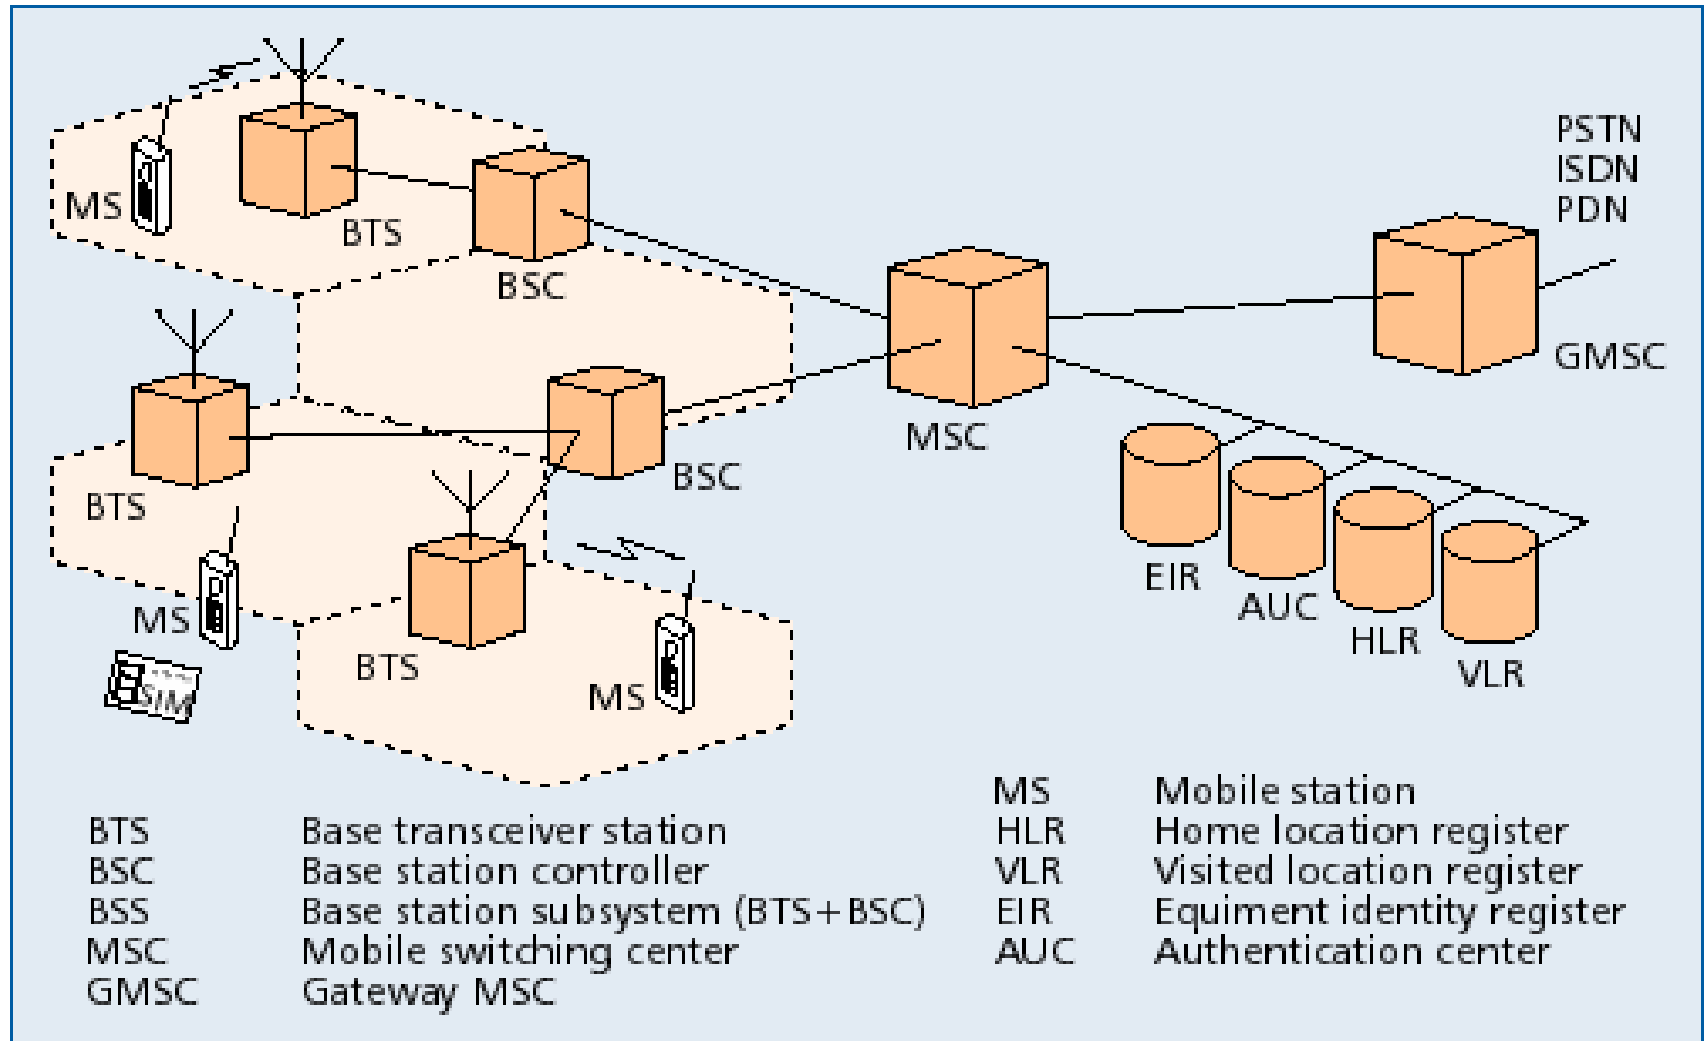 PSTN
ISDN
PDN
MS
BTS
BSC
GMSC
MSC
BSC
BTS
EIR
AUC
HLR
VLR
MS
BTS
MS
SIM
BTS Base transceiver station
BSC Base station controller
BSS Base station subsystem (BTS+BSC)
MSC Mobile switching center
GMSC Gateway MSC
MS Mobile station
HLR Home location register
VLR Visited location register
EIR Equiment identity register
AUC Authentication center